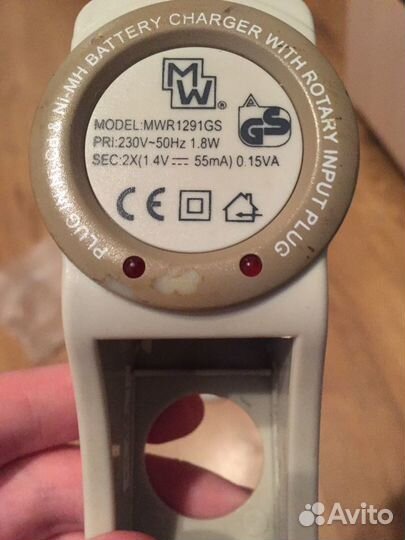 PLUG IN Ni-Cd & Ni-MH BATTERY CHARGER WITH ROTARY INPUT PLUG
MW®
MODEL:MWR1291GS
PRI:230V~50Hz 1.8W
SEC:2X(1.4V⎓55mA) 0.15VA
GS
CE
Avito